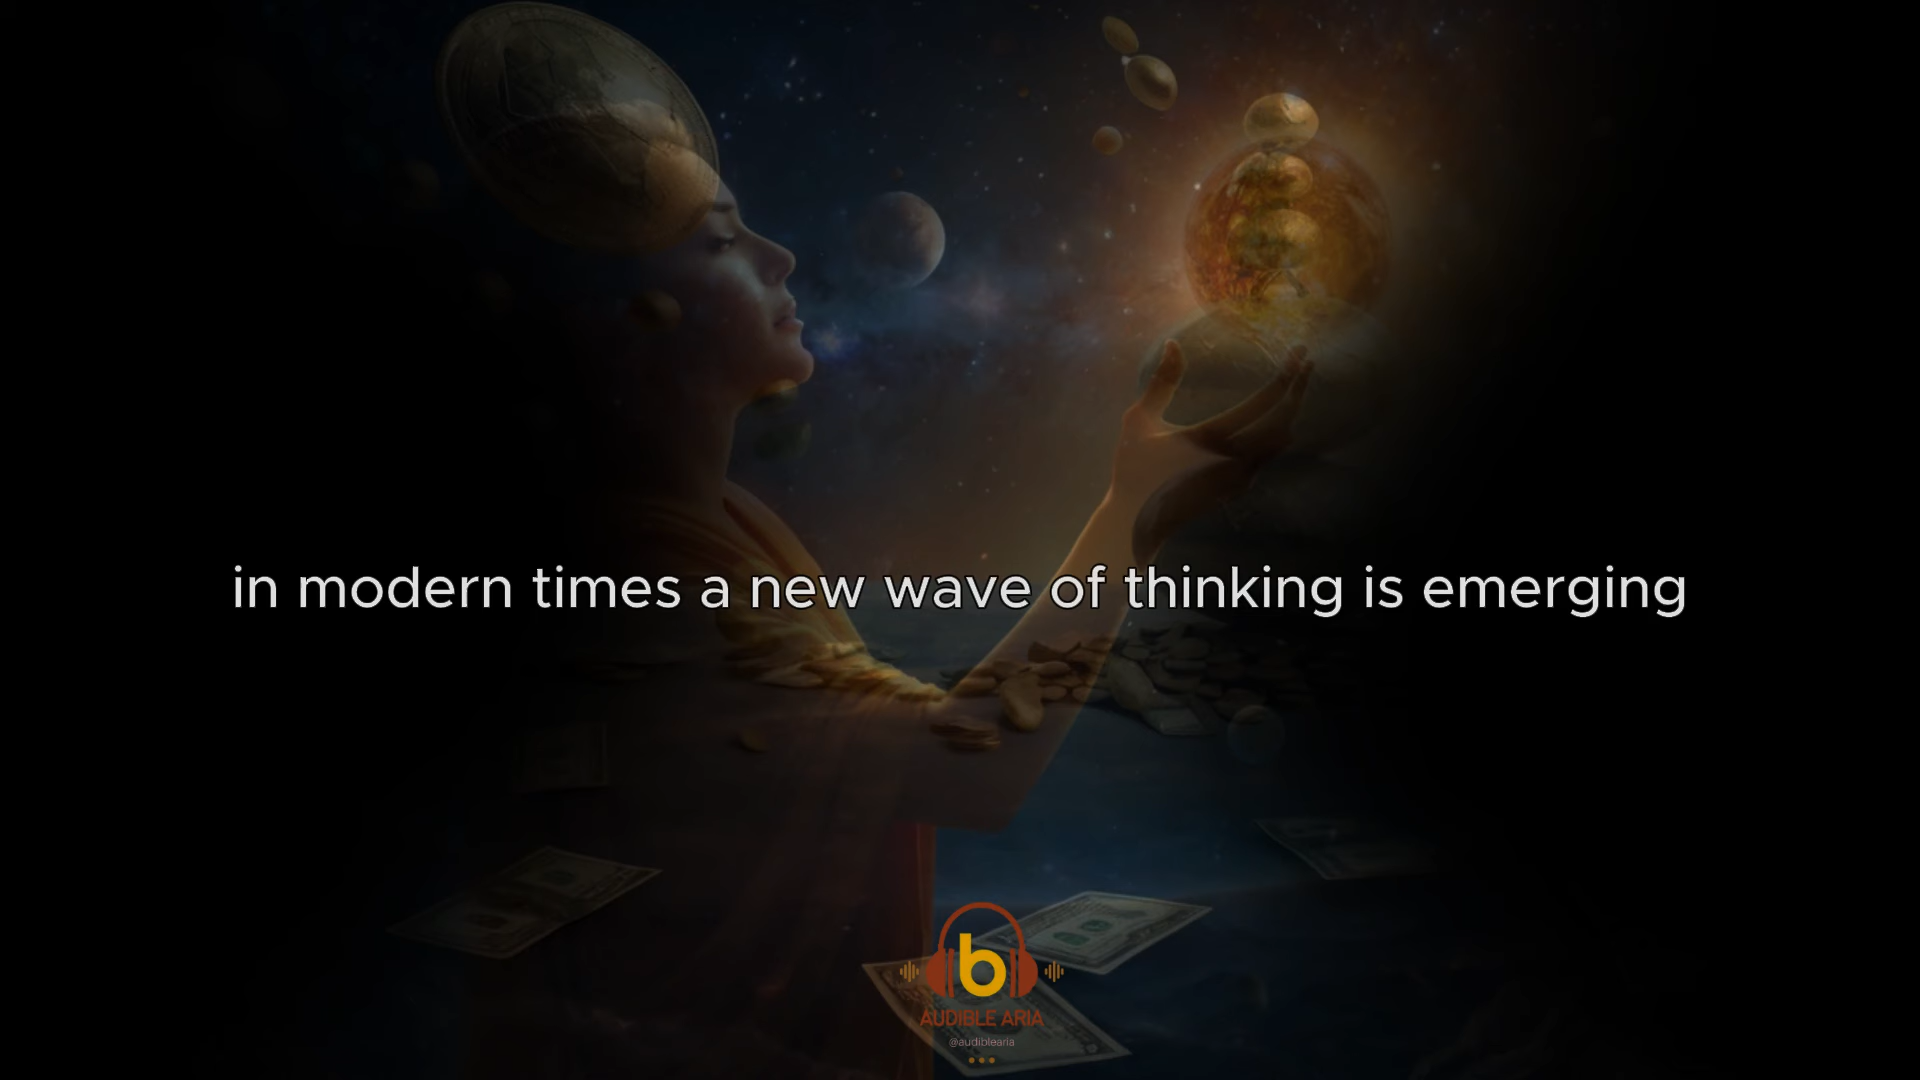 in modern times a new wave of thinking is emerging
b
AUDIBLE ARIA
@audiblearia